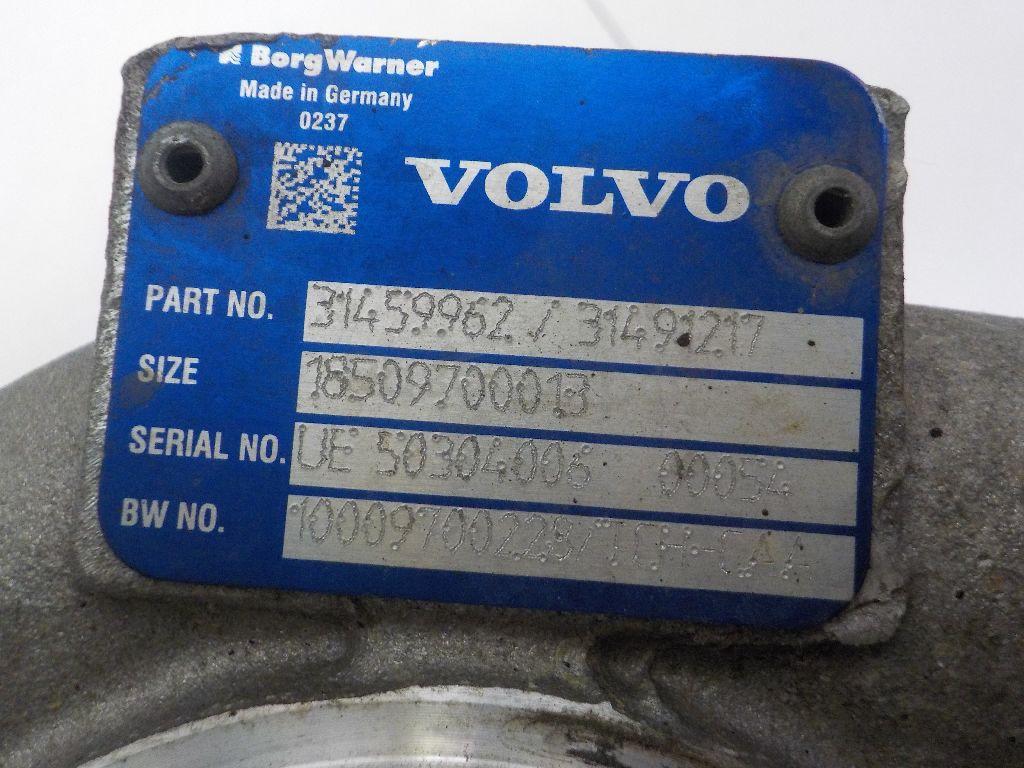 BorgWarner
Made in Germany
0237
VOLVO
PART NO. 31459962 / 31491217
SIZE 18509700013
SERIAL NO. UE 50304006 00054
BW NO.